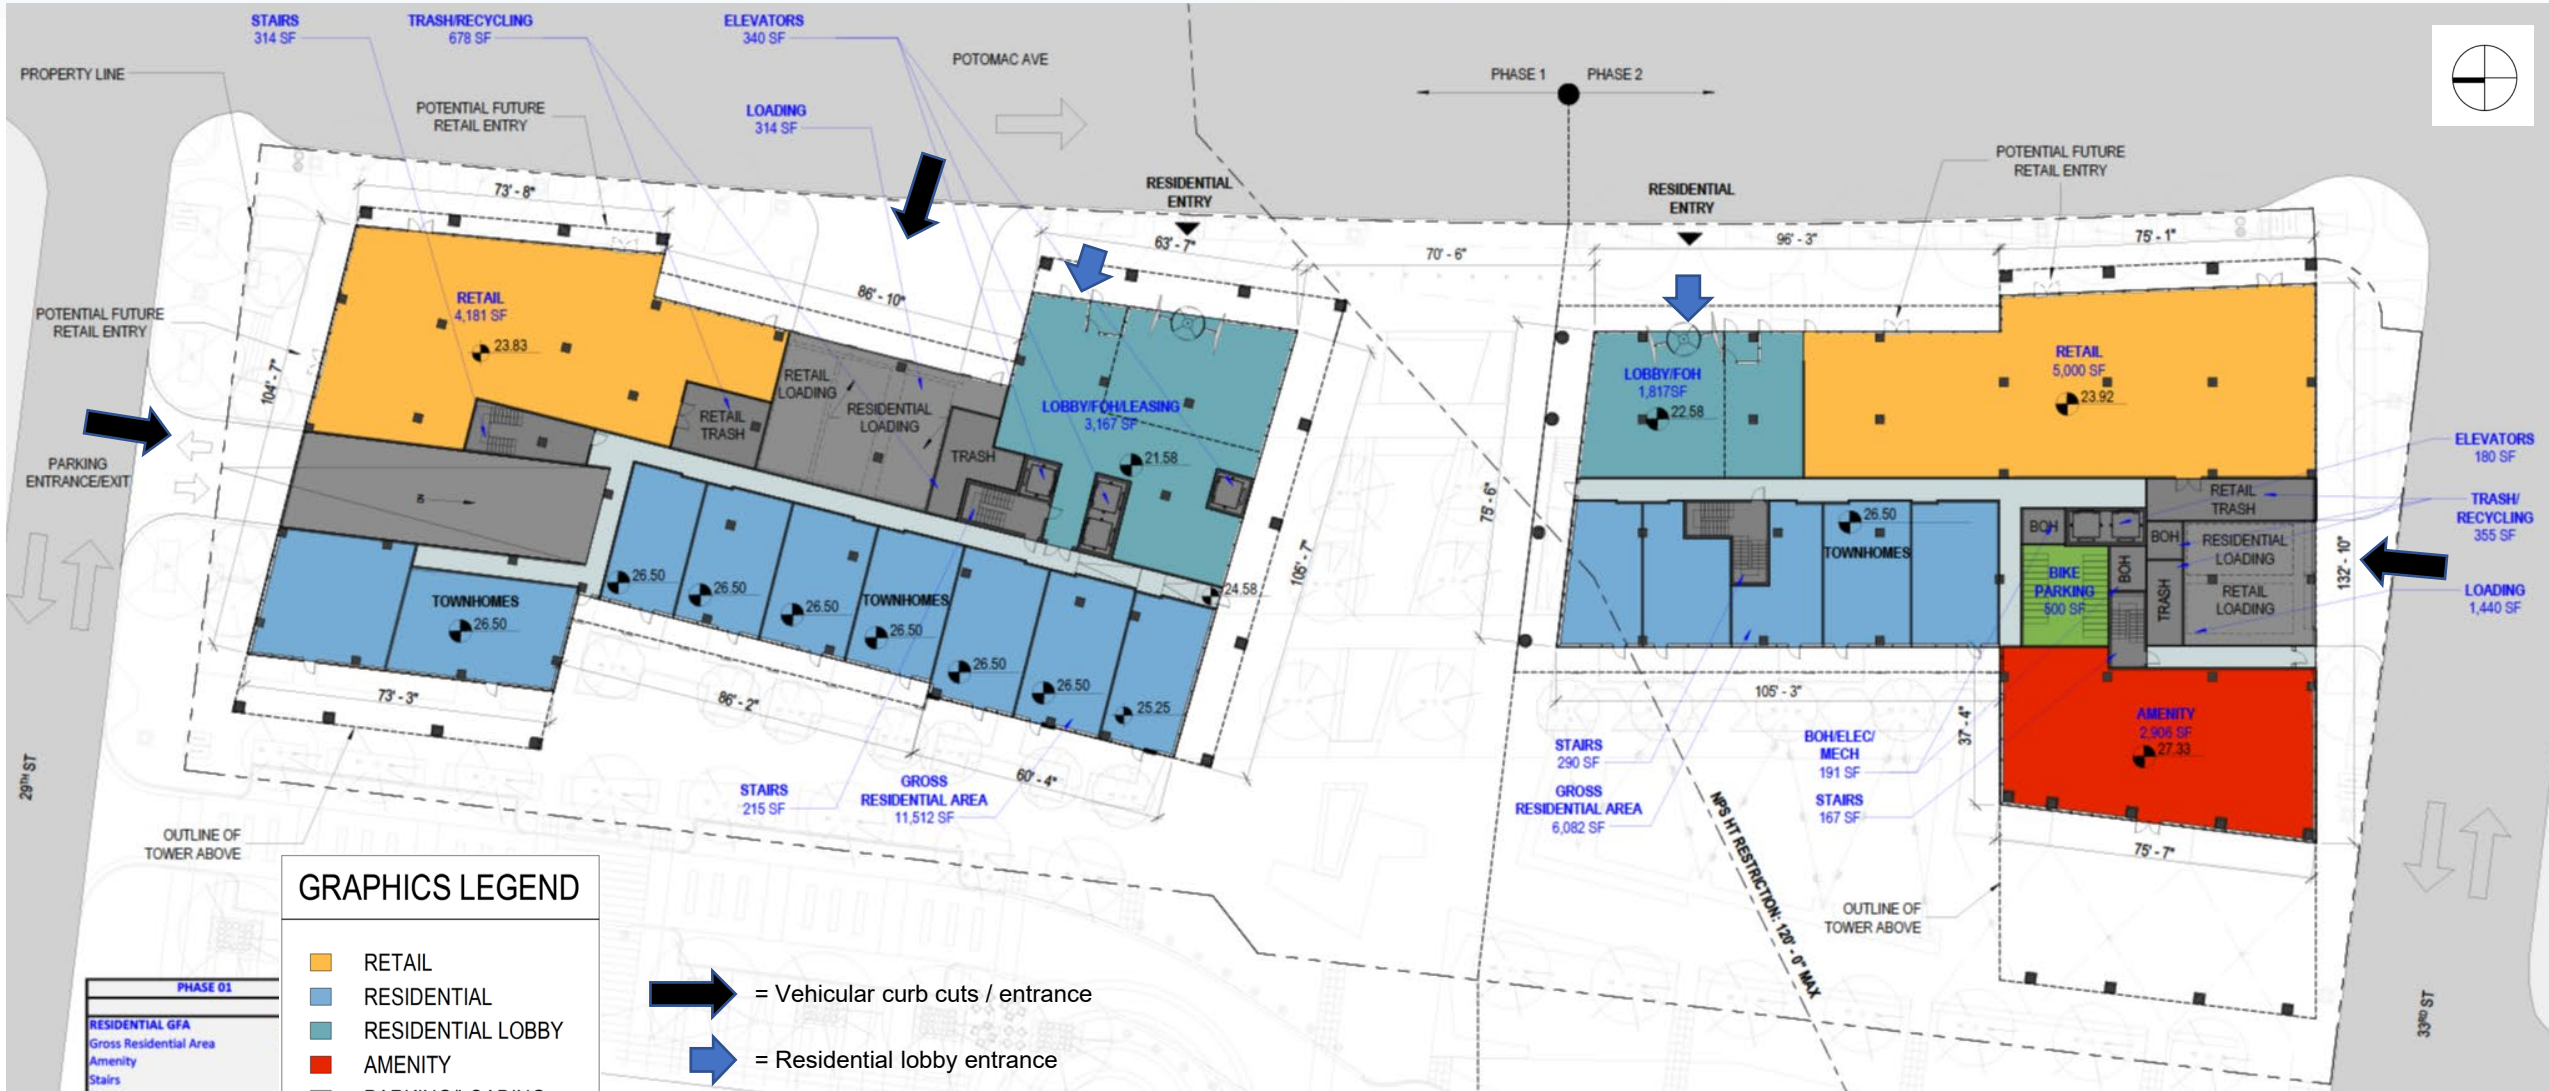 STAIRS
314 SF
TRASH/RECYCLING
678 SF
ELEVATORS
340 SF
POTOMAC AVE
PROPERTY LINE
PHASE 1
PHASE 2
POTENTIAL FUTURE
RETAIL ENTRY
LOADING
314 SF
POTENTIAL FUTURE
RETAIL ENTRY
RESIDENTIAL
ENTRY
RESIDENTIAL
ENTRY
73' - 8"
63' - 7"
70' - 6"
96' - 3"
75' - 1"
86' - 10"
POTENTIAL FUTURE
RETAIL ENTRY
RETAIL
4,181 SF
23.83
104' - 7"
RETAIL
LOADING
RESIDENTIAL
LOADING
RETAIL
TRASH
TRASH
LOBBY/FOH/LEASING
3,167 SF
21.58
LOBBY/FOH
1,817SF
22.58
RETAIL
5,000 SF
23.92
PARKING
ENTRANCE/EXIT
ELEVATORS
180 SF
TRASH/
RECYCLING
355 SF
LOADING
1,440 SF
RETAIL
TRASH
BOH
BOH
BOH
RESIDENTIAL
LOADING
RETAIL
LOADING
TRASH
BIKE
PARKING
500 SF
132' - 10"
75' - 6"
105' - 7"
26.50
TOWNHOMES
TOWNHOMES
26.50
26.50
26.50
26.50
TOWNHOMES
26.50
26.50
26.50
25.25
24.58
73' - 3"
86' - 2"
60' - 4"
105' - 3"
37' - 4"
AMENITY
2,906 SF
27.33
75' - 7"
STAIRS
215 SF
GROSS
RESIDENTIAL AREA
11,512 SF
STAIRS
290 SF
GROSS
RESIDENTIAL AREA
6,082 SF
BOH/ELEC/
MECH
191 SF
STAIRS
167 SF
NPS HT RESTRICTION: 120' - 0" MAX
29TH ST
33RD ST
OUTLINE OF
TOWER ABOVE
OUTLINE OF
TOWER ABOVE
GRAPHICS LEGEND
RETAIL
RESIDENTIAL
RESIDENTIAL LOBBY
AMENITY
= Vehicular curb cuts / entrance
= Residential lobby entrance
PHASE 01
RESIDENTIAL GFA
Gross Residential Area
Amenity
Stairs